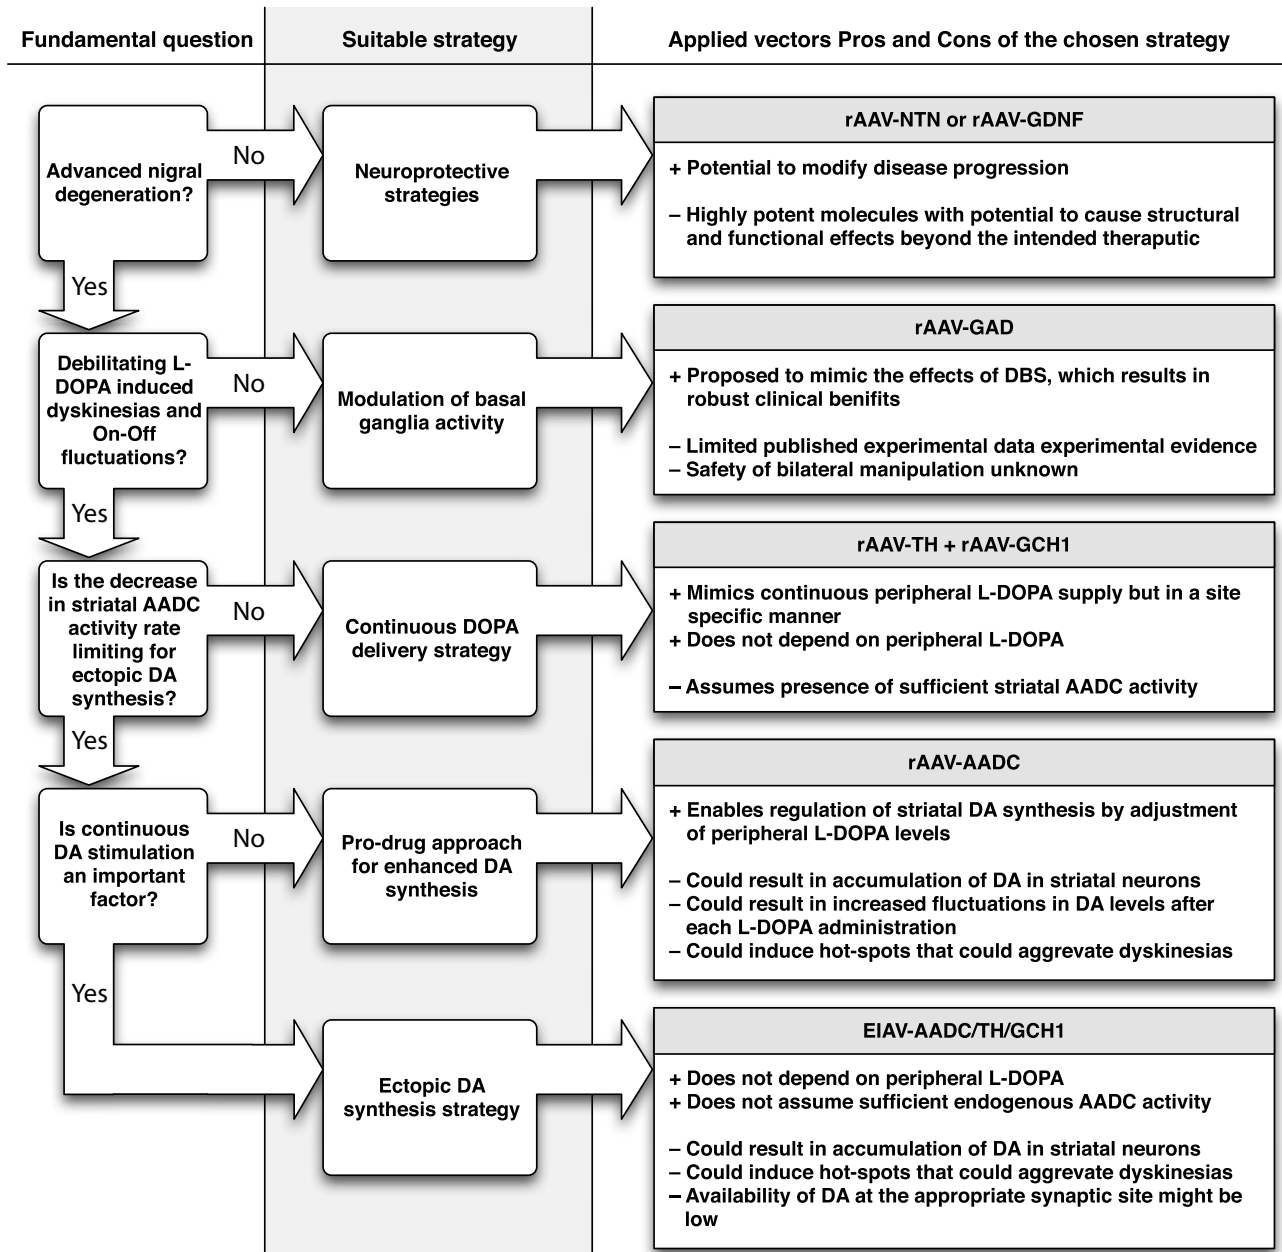 Fundamental question
Suitable strategy
Applied vectors Pros and Cons of the chosen strategy
Advanced nigral
degeneration?
No
Yes
Neuroprotective
strategies
rAAV-NTN or rAAV-GDNF
+ Potential to modify disease progression
– Highly potent molecules with potential to cause structural
and functional effects beyond the intended theraputic
Debilitating L-
DOPA induced
dyskinesias and
On-Off
fluctuations?
No
Yes
Modulation of basal
ganglia activity
rAAV-GAD
+ Proposed to mimic the effects of DBS, which results in
robust clinical benifits
– Limited published experimental data experimental evidence
– Safety of bilateral manipulation unknown
Is the decrease
in striatal AADC
activity rate
limiting for
ectopic DA
synthesis?
No
Yes
Continuous DOPA
delivery strategy
rAAV-TH + rAAV-GCH1
+ Mimics continuous peripheral L-DOPA supply but in a site
specific manner
+ Does not depend on peripheral L-DOPA
– Assumes presence of sufficient striatal AADC activity
Is continuous
DA stimulation
an important
factor?
No
Yes
Pro-drug approach
for enhanced DA
synthesis
rAAV-AADC
+ Enables regulation of striatal DA synthesis by adjustment
of peripheral L-DOPA levels
– Could result in accumulation of DA in striatal neurons
– Could result in increased fluctuations in DA levels after
each L-DOPA administration
– Could induce hot-spots that could aggrevate dyskinesias
Ectopic DA
synthesis strategy
EIAV-AADC/TH/GCH1
+ Does not depend on peripheral L-DOPA
+ Does not assume sufficient endogenous AADC activity
– Could result in accumulation of DA in striatal neurons
– Could induce hot-spots that could aggrevate dyskinesias
– Availability of DA at the appropriate synaptic site might be
low